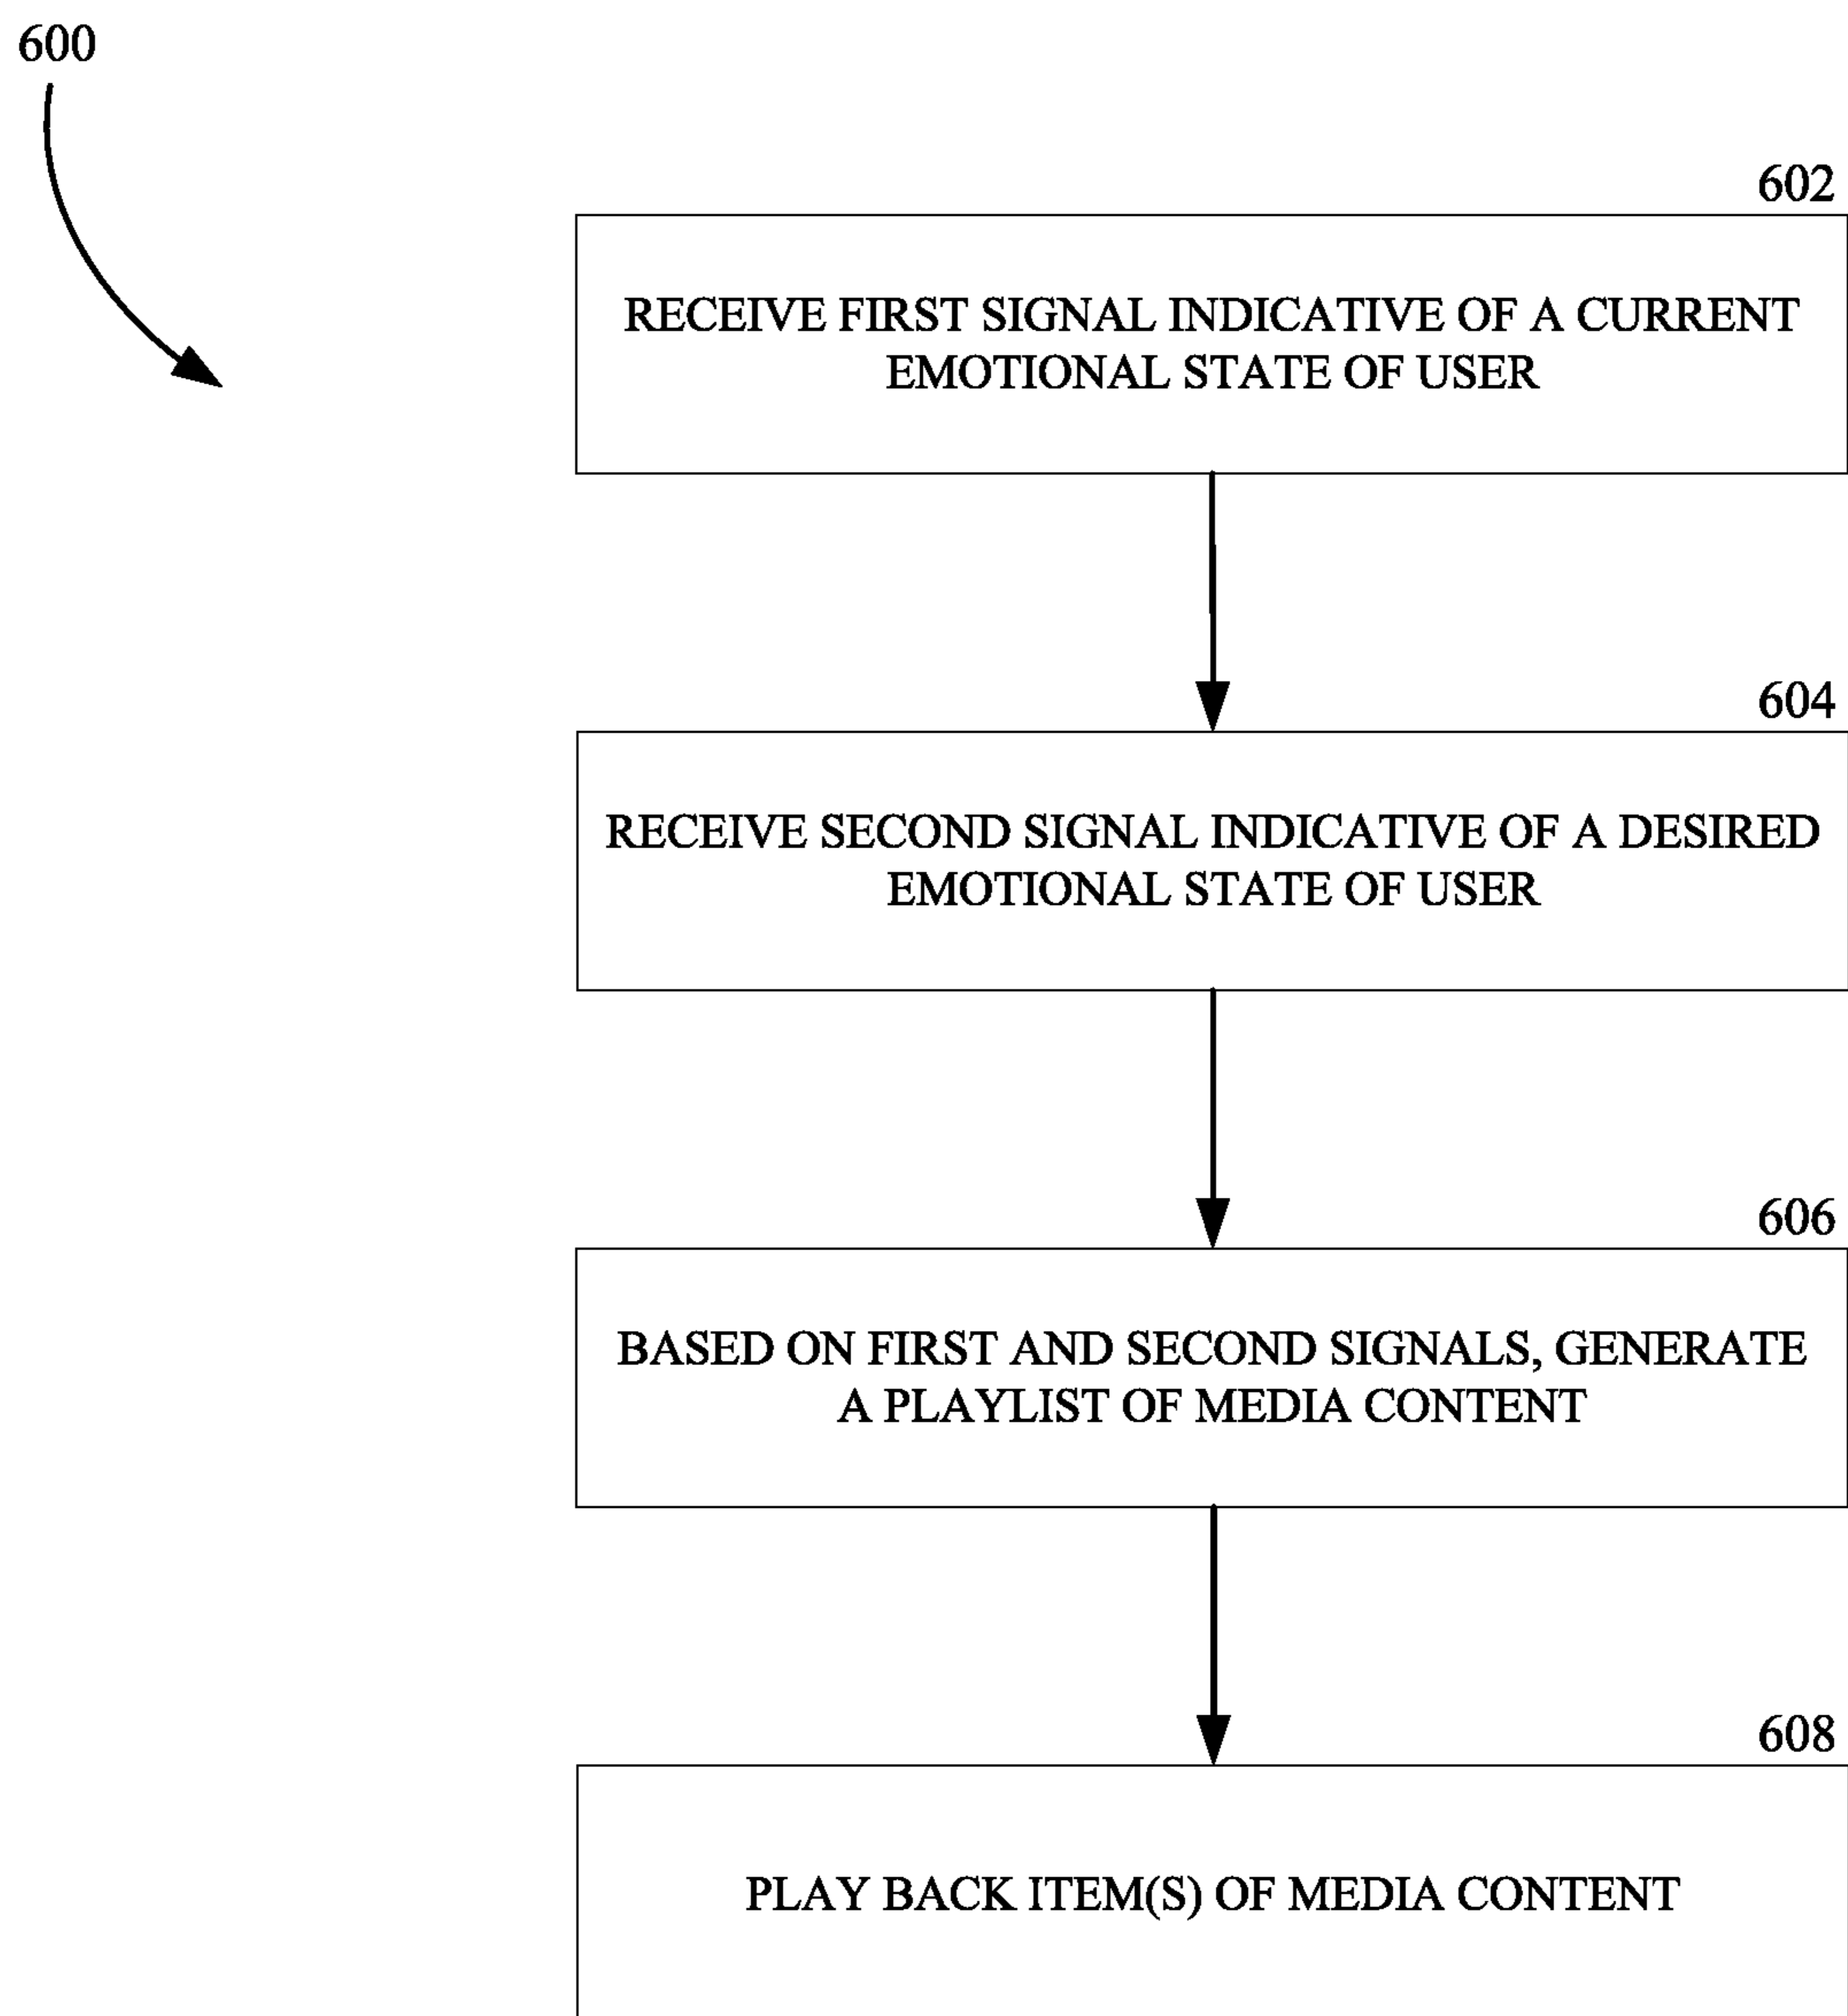 600
602
RECEIVE FIRST SIGNAL INDICATIVE OF A CURRENT
EMOTIONAL STATE OF USER
604
RECEIVE SECOND SIGNAL INDICATIVE OF A DESIRED
EMOTIONAL STATE OF USER
606
BASED ON FIRST AND SECOND SIGNALS, GENERATE
A PLAYLIST OF MEDIA CONTENT
608
PLAY BACK ITEM(S) OF MEDIA CONTENT